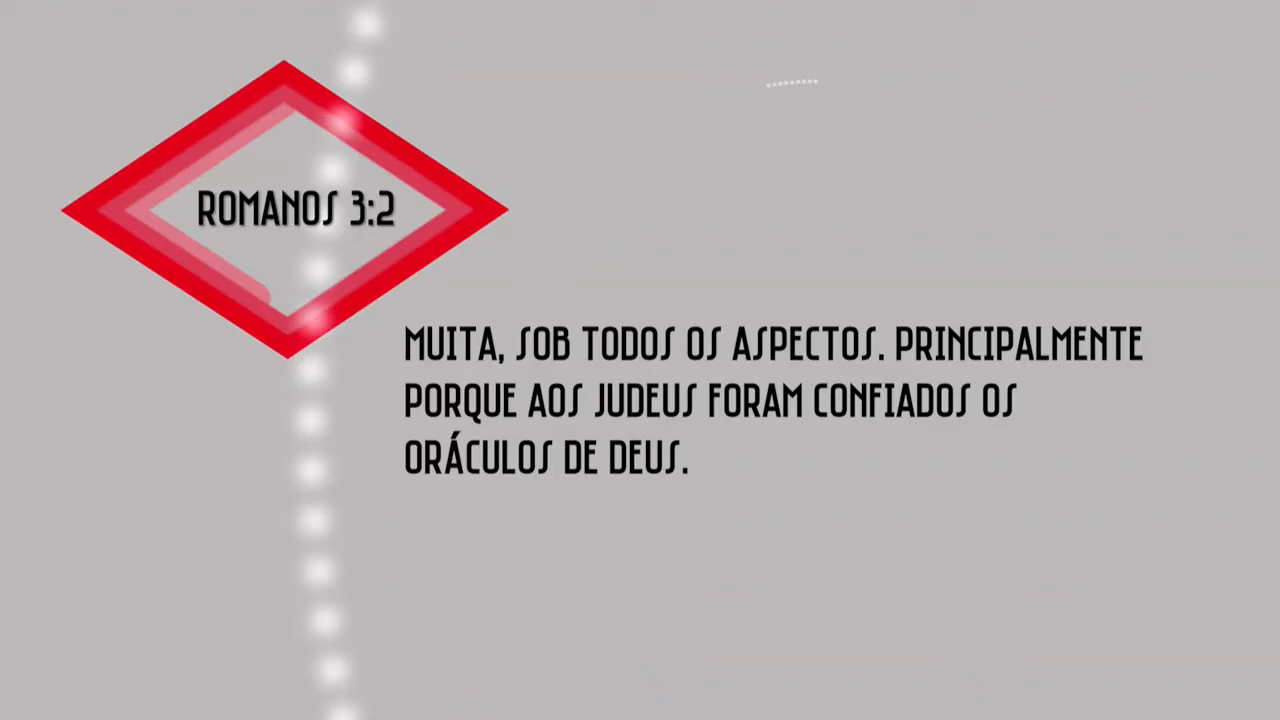 ROMANOS 3:2
MUITA, SOB TODOS OS ASPECTOS. PRINCIPALMENTE
PORQUE AOS JUDEUS FORAM CONFIADOS OS
ORÁCULOS DE DEUS.